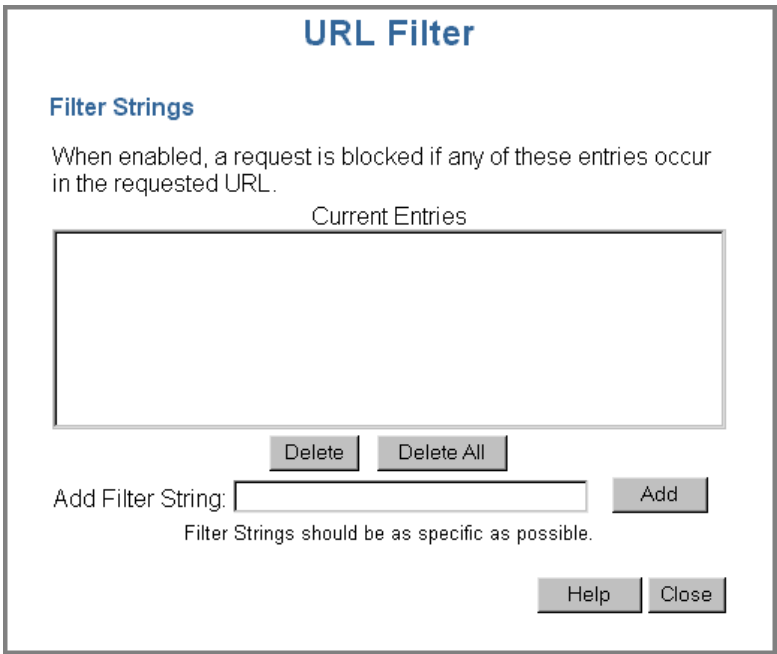 URL Filter
Filter Strings
When enabled, a request is blocked if any of these entries occur
in the requested URL.
Current Entries
Delete Delete All
Add Filter String: Add
Filter Strings should be as specific as possible.
Help Close